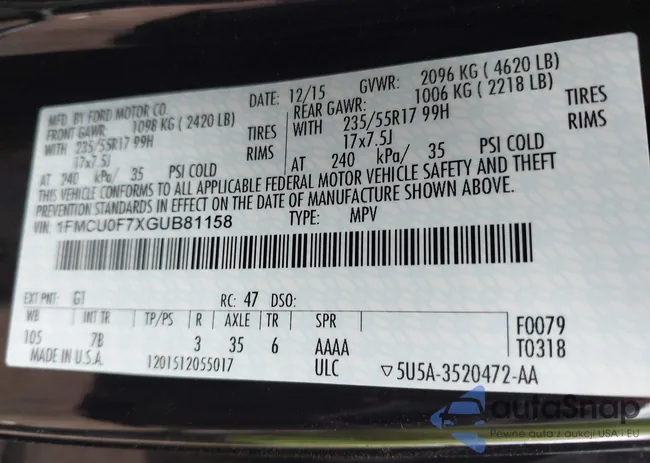 MFD. BY FORD MOTOR CO. DATE: 12/15 GVWR: 2096 KG ( 4620 LB)
FRONT GAWR: 1098 KG ( 2420 LB) REAR GAWR: 1006 KG ( 2218 LB)
WITH 235/55R17 99H TIRES WITH 235/55R17 99H TIRES
17x7.5J RIMS 17x7.5J RIMS
AT 240 kPa/ 35 PSI COLD AT 240 kPa/ 35 PSI COLD
THIS VEHICLE CONFORMS TO ALL APPLICABLE FEDERAL MOTOR VEHICLE SAFETY AND THEFT
PREVENTION STANDARDS IN EFFECT ON THE DATE OF MANUFACTURE SHOWN ABOVE.
VIN: 1FMCU0F7XGUB81158 TYPE: MPV
EXT PNT: GT RC: 47 DSO:
WB INT TR TP/PS R AXLE TR SPR F0079
105 7B 3 35 6 AAAA T0318
MADE IN U.S.A. 1201512055017 ULC ▽5U5A-3520472-AA
autoSnap
Pewne auta z aukcji USA i EU